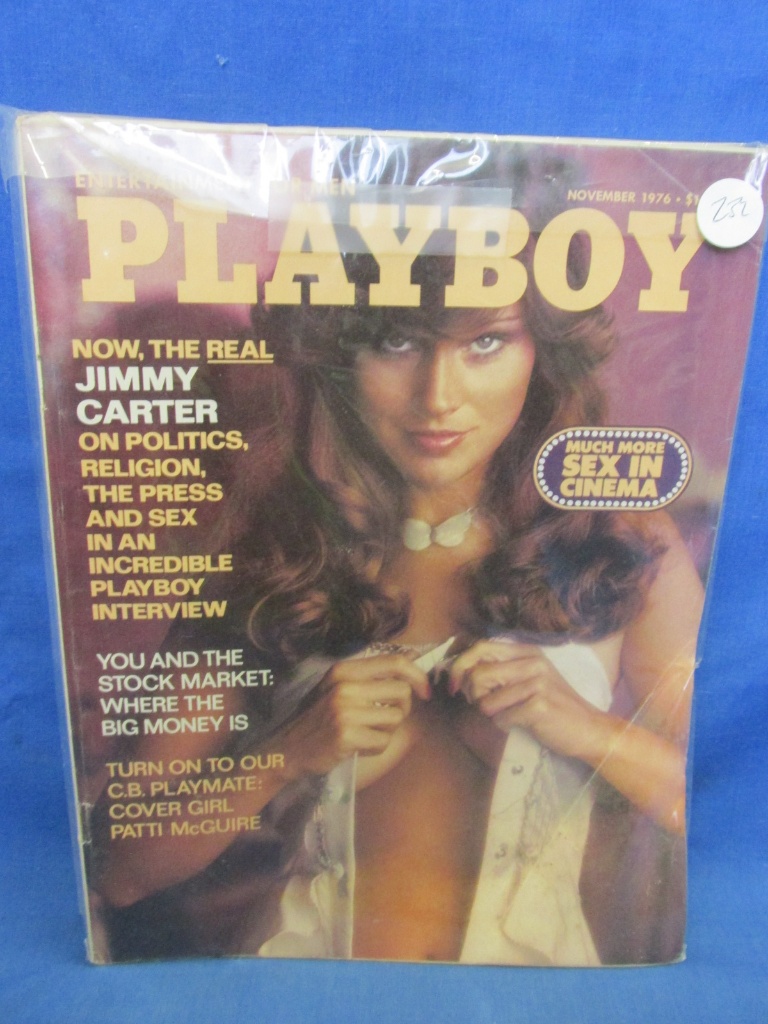 ENTERTAINMENT FOR MEN
NOVEMBER 1976 • $1
PLAYBOY
232
NOW, THE REAL
JIMMY
CARTER
ON POLITICS,
RELIGION,
THE PRESS
AND SEX
IN AN
INCREDIBLE
PLAYBOY
INTERVIEW
MUCH MORE
SEX IN
CINEMA
YOU AND THE
STOCK MARKET:
WHERE THE
BIG MONEY IS
TURN ON TO OUR
C.B. PLAYMATE:
COVER GIRL
PATTI McGUIRE